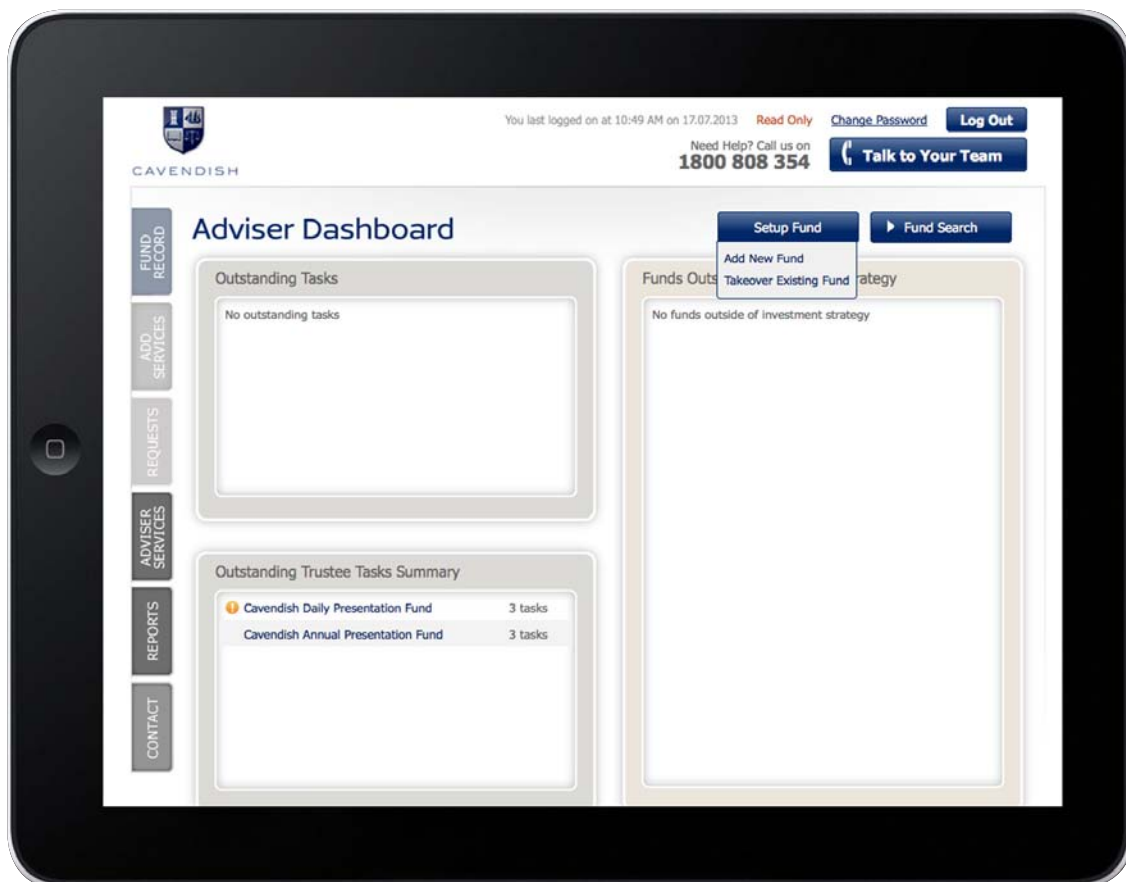 You last logged on at 10:49 AM on 17.07.2013 Read Only Change Password Log Out
Need Help? Call us on
1800 808 354
Talk to Your Team
CAVENDISH
FUND
RECORD
ADD
SERVICES
REQUESTS
ADVISER
SERVICES
REPORTS
CONTACT
Adviser Dashboard
Setup Fund
Fund Search
Add New Fund
Takeover Existing Fund
Outstanding Tasks
No outstanding tasks
Funds Outs
ategy
No funds outside of investment strategy
Outstanding Trustee Tasks Summary
Cavendish Daily Presentation Fund 3 tasks
Cavendish Annual Presentation Fund 3 tasks